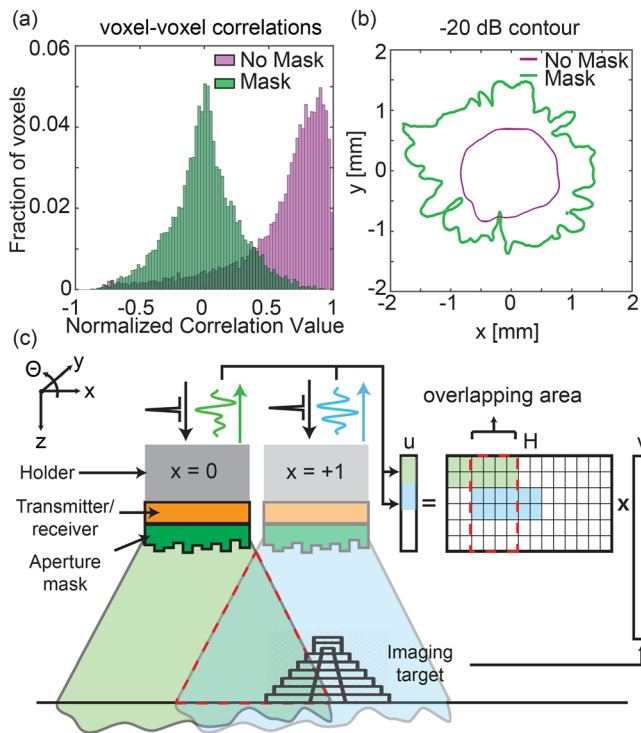 (a)
voxel-voxel correlations
0.06
0.04
0.02
0
Fraction of voxels
No Mask
Mask
-1
-0.5
0
0.5
1
Normalized Correlation Value
(b)
-20 dB contour
No Mask
Mask
2
1
0
-1
-2
y [mm]
-2
-1
0
1
2
x [mm]
(c)
Θ
y
x
z
Holder
x = 0
x = +1
Transmitter/
receiver
Aperture
mask
overlapping area
u
H
=
x
Imaging
target